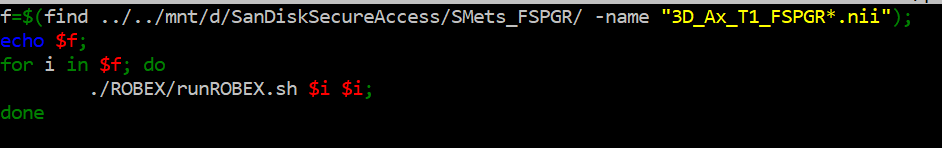 f=$(find ../../mnt/d/SanDiskSecureAccess/SMets_FSPGR/ -name "3D_Ax_T1_FSPGR*.nii");
echo $f;
for i in $f; do
        ./ROBEX/runROBEX.sh $i $i;
done